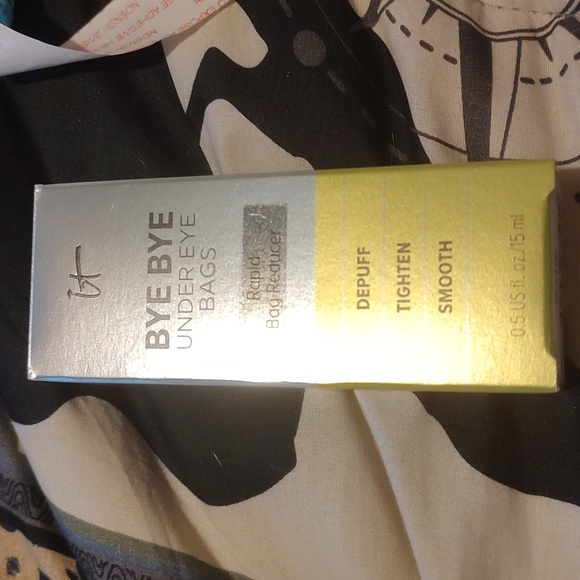 it
BYE BYE
UNDER EYE
BAGS
Rapid
Bag Reducer
DEPUFF
TIGHTEN
SMOOTH
0.5 US fl. oz./15 ml